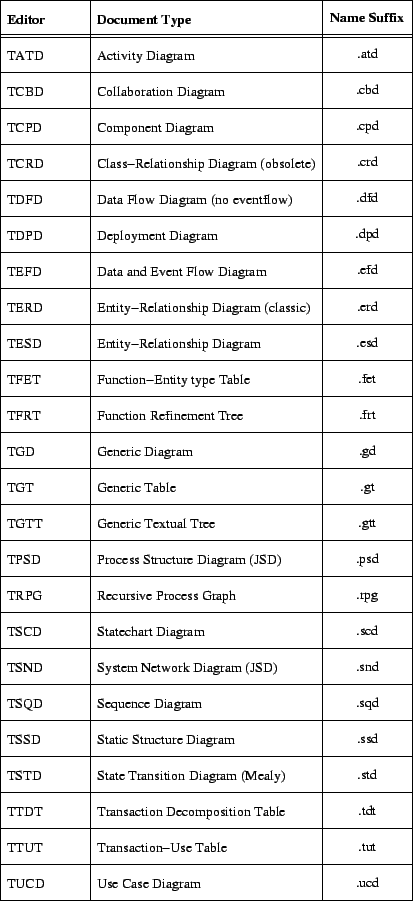 Editor Document Type Name Suffix
TATD Activity Diagram .atd
TCBD Collaboration Diagram .cbd
TCPD Component Diagram .cpd
TCRD Class−Relationship Diagram (obsolete) .crd
TDFD Data Flow Diagram (no eventflow) .dfd
TDPD Deployment Diagram .dpd
TEFD Data and Event Flow Diagram .efd
TERD Entity−Relationship Diagram (classic) .erd
TESD Entity−Relationship Diagram .esd
TFET Function−Entity type Table .fet
TFRT Function Refinement Tree .frt
TGD Generic Diagram .gd
TGT Generic Table .gt
TGTT Generic Textual Tree .gtt
TPSD Process Structure Diagram (JSD) .psd
TRPG Recursive Process Graph .rpg
TSCD Statechart Diagram .scd
TSND System Network Diagram (JSD) .snd
TSQD Sequence Diagram .sqd
TSSD Static Structure Diagram .ssd
TSTD State Transition Diagram (Mealy) .std
TTDT Transaction Decomposition Table .tdt
TTUT Transaction−Use Table .tut
TUCD Use Case Diagram .ucd